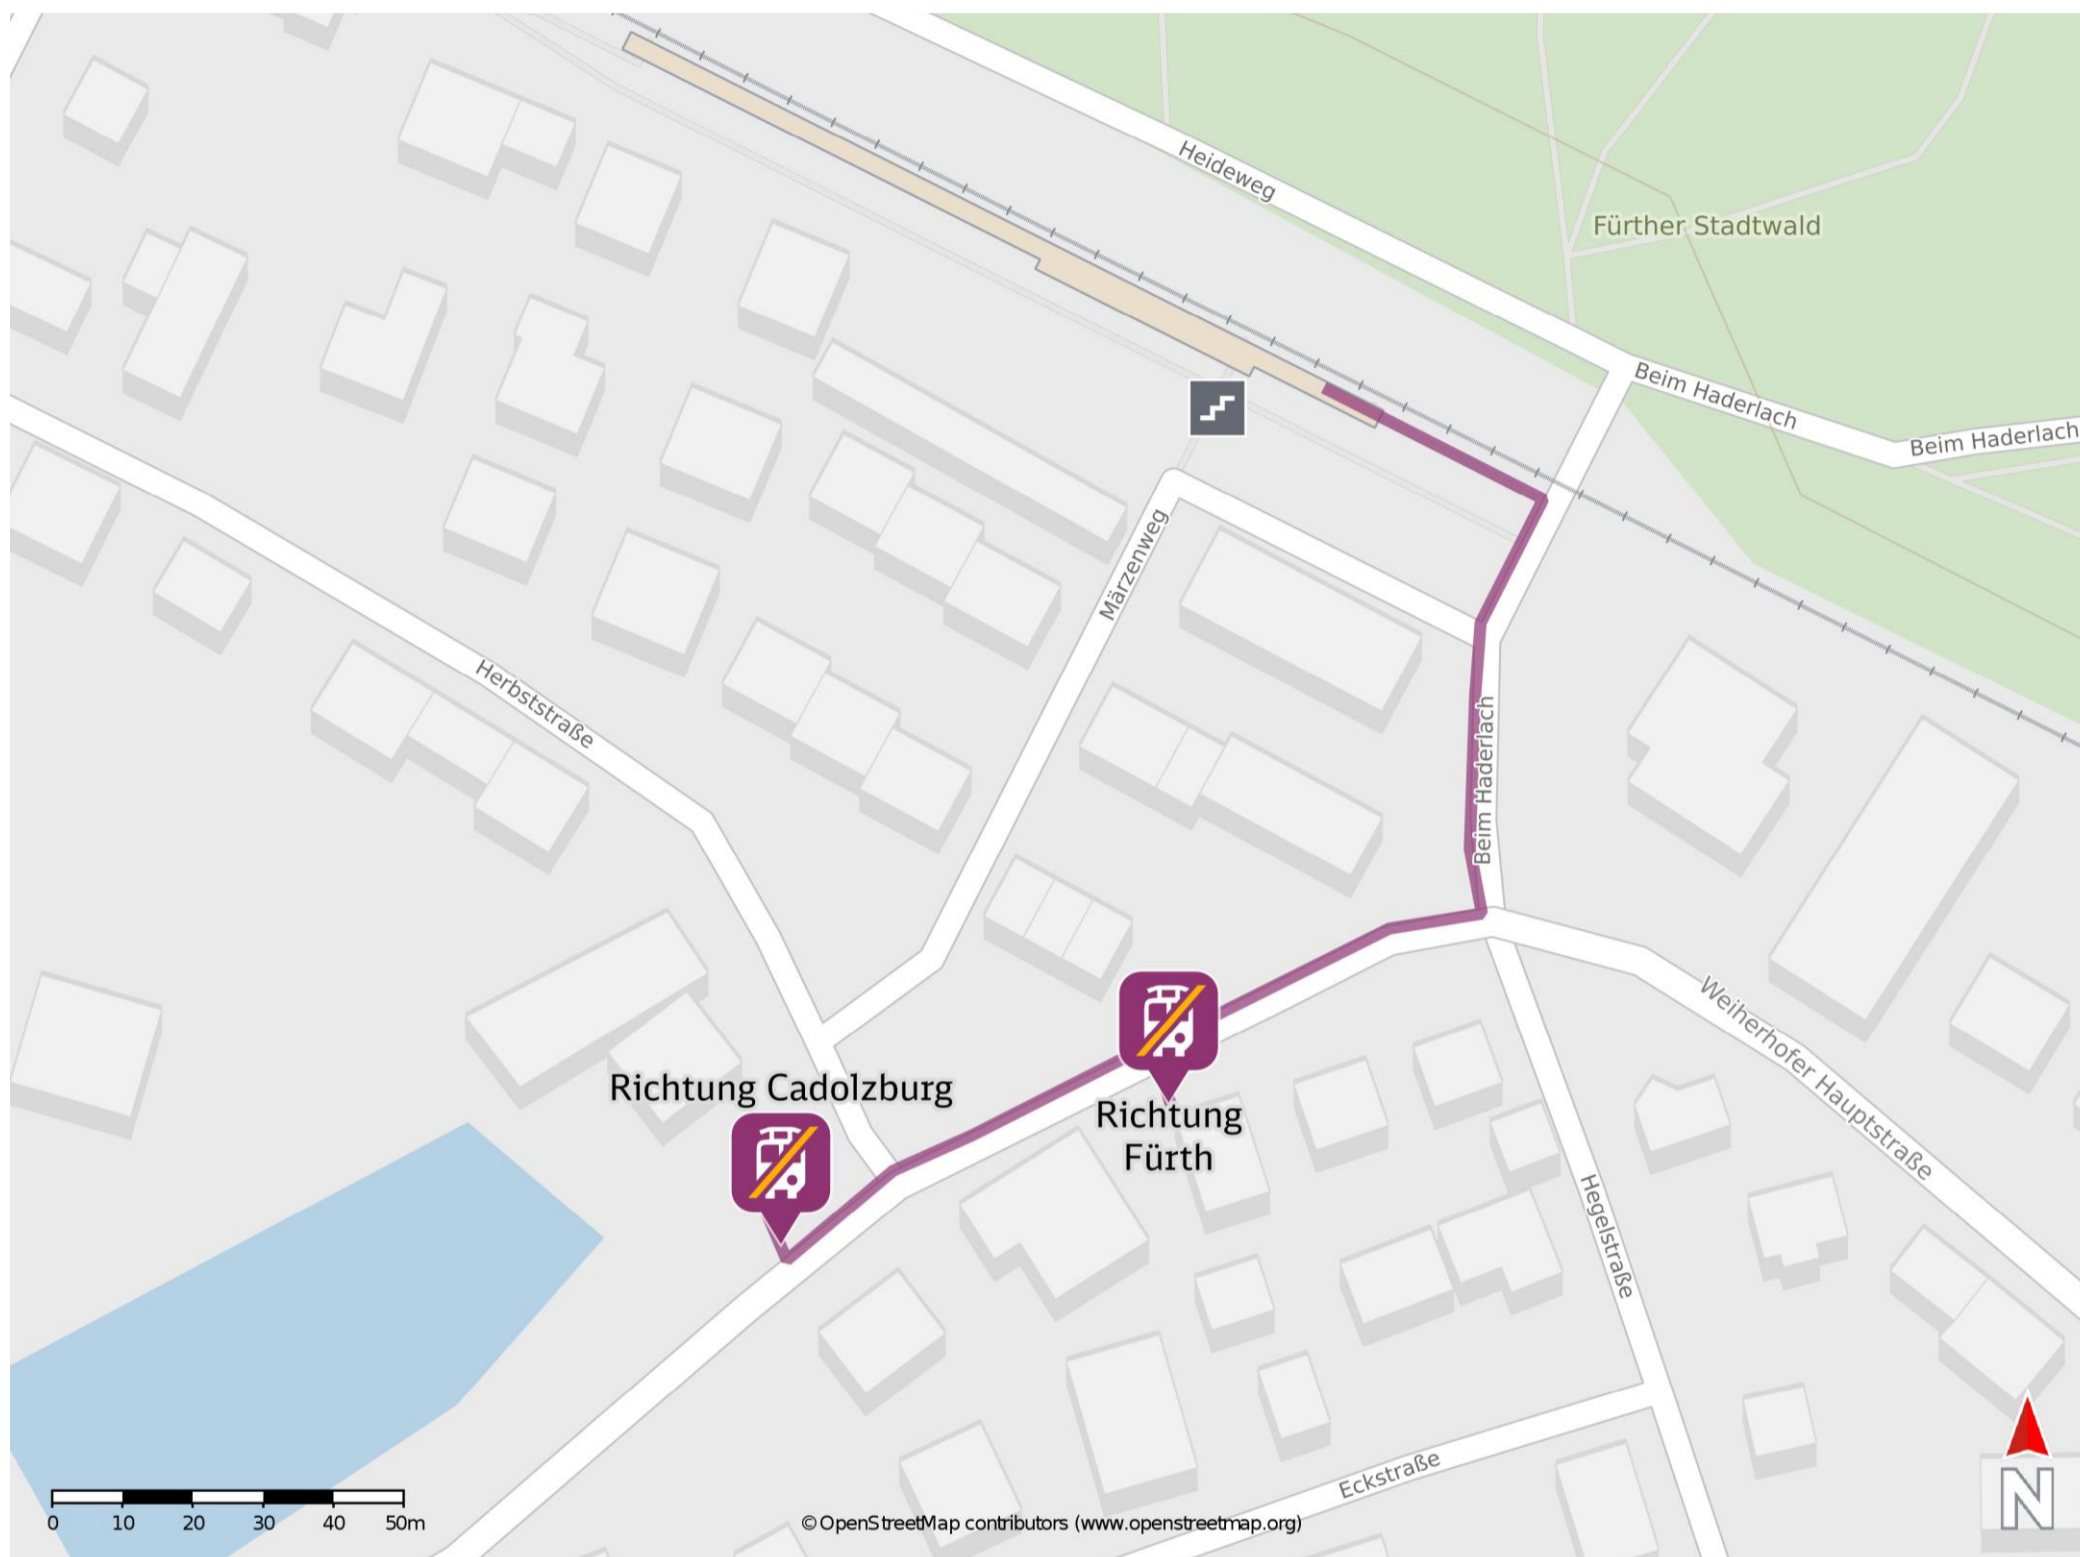 Heideweg
Fürther Stadtwald
Beim Haderlach
Beim Haderlach
Märzenweg
Herbststraße
Beim Haderlach
Weiherhofer Hauptstraße
Richtung Cadolzburg
Richtung
Fürth
Hegelstraße
Eckstraße
0 10 20 30 40 50m
©OpenStreetMap contributors (www.openstreetmap.org)
N